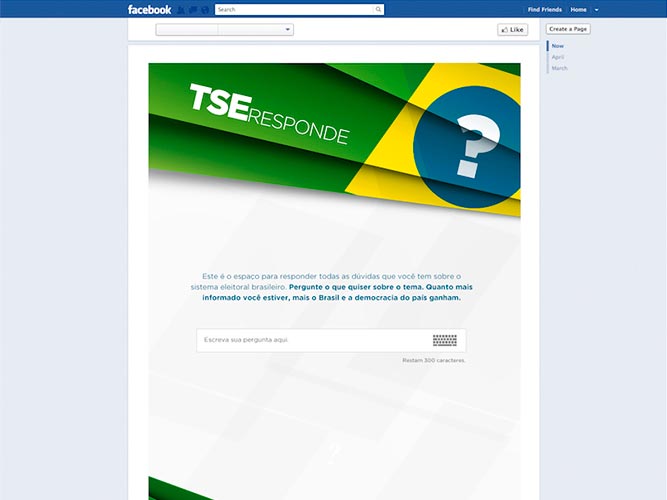 facebook
Search
Find Friends
Home
Like
Create a Page
Now
April
March
TSERESPONDE
?
Este é o espaço para responder todas as dúvidas que você tem sobre o
sistema eleitoral brasileiro. Pergunte o que quiser sobre o tema. Quanto mais
informado você estiver, mais o Brasil e a democracia do país ganham.
Escreva sua pergunta aqui.
Restam 300 caracteres.
?